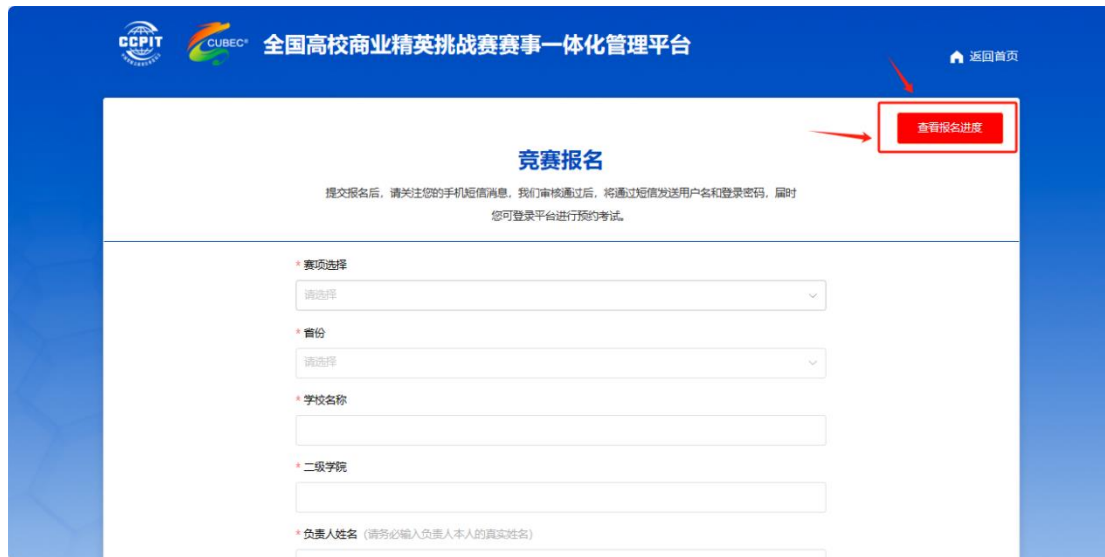 CCPIT
CUBEC®
全国高校商业精英挑战赛赛事一体化管理平台
返回首页
查看报名进度
竞赛报名
提交报名后，请关注您的手机短信消息，我们审核通过后，将通过短信发送用户名和登录密码，届时
您可登录平台进行预约考试。
* 赛项选择
请选择
* 省份
请选择
* 学校名称
* 二级学院
* 负责人姓名（请务必输入负责人本人的真实姓名）